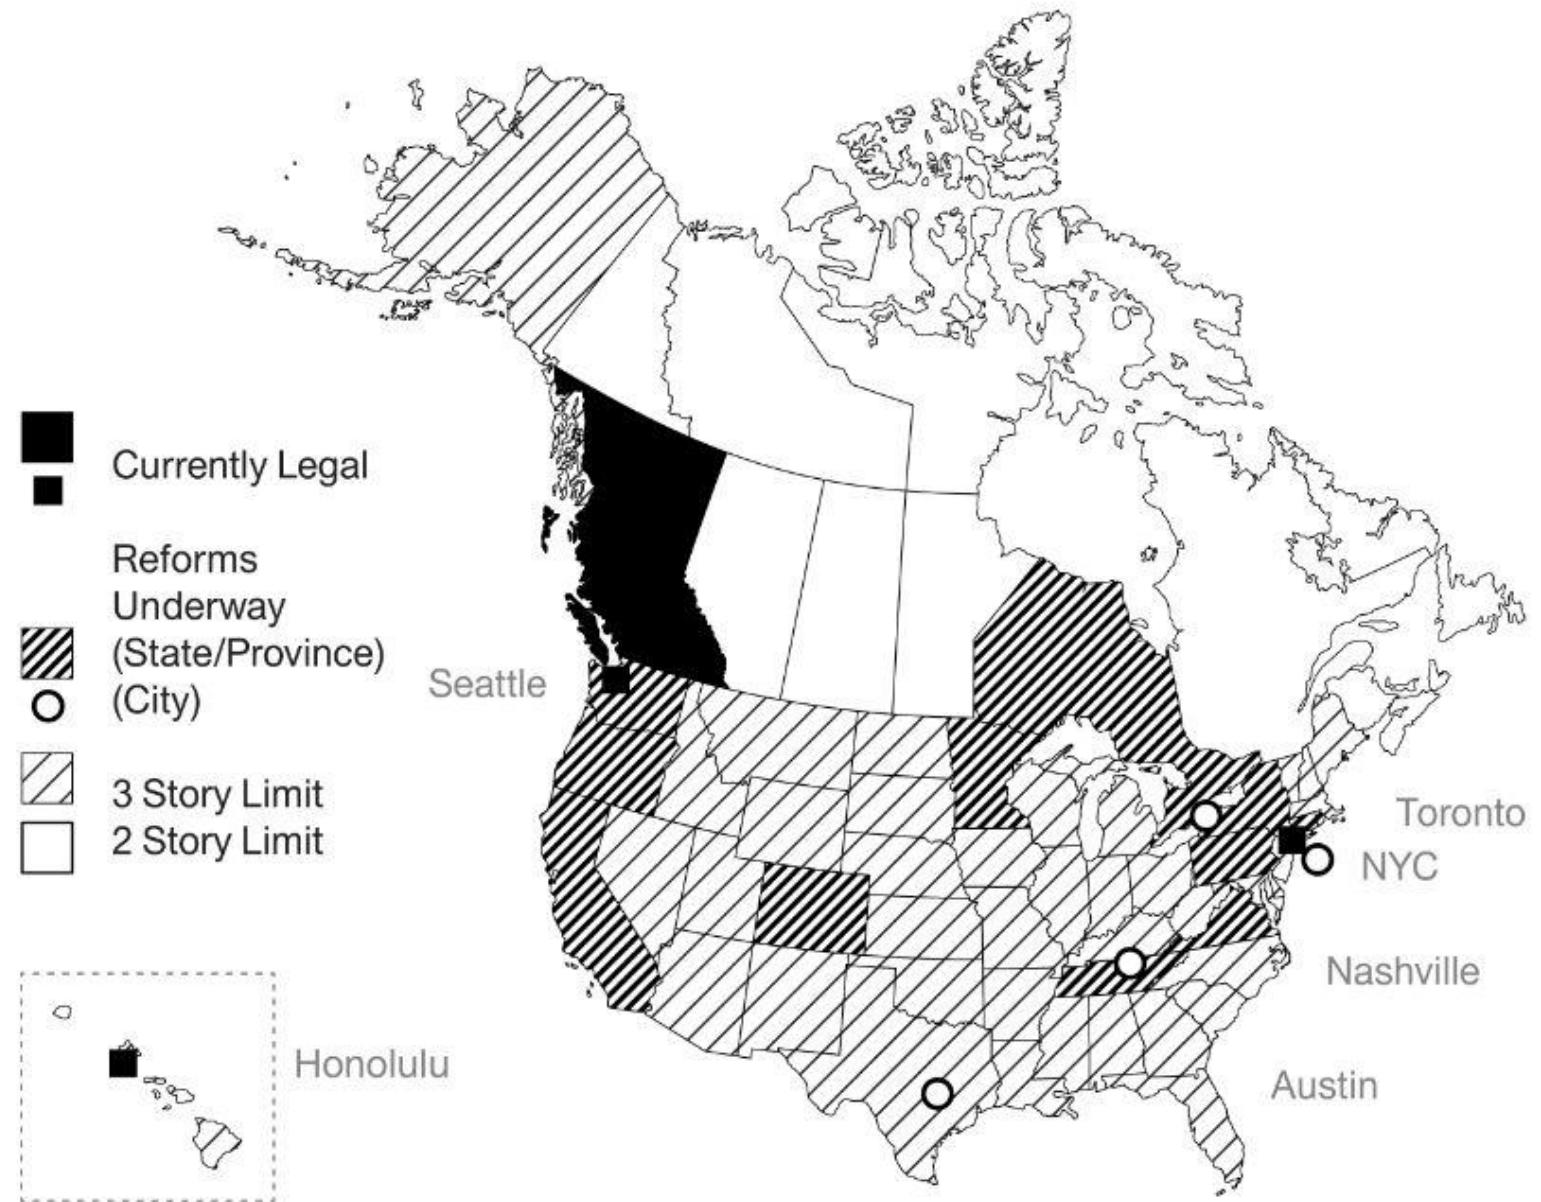 Currently Legal
Reforms
Underway
(State/Province)
(City)
3 Story Limit
2 Story Limit
Seattle
Toronto
NYC
Nashville
Honolulu
Austin